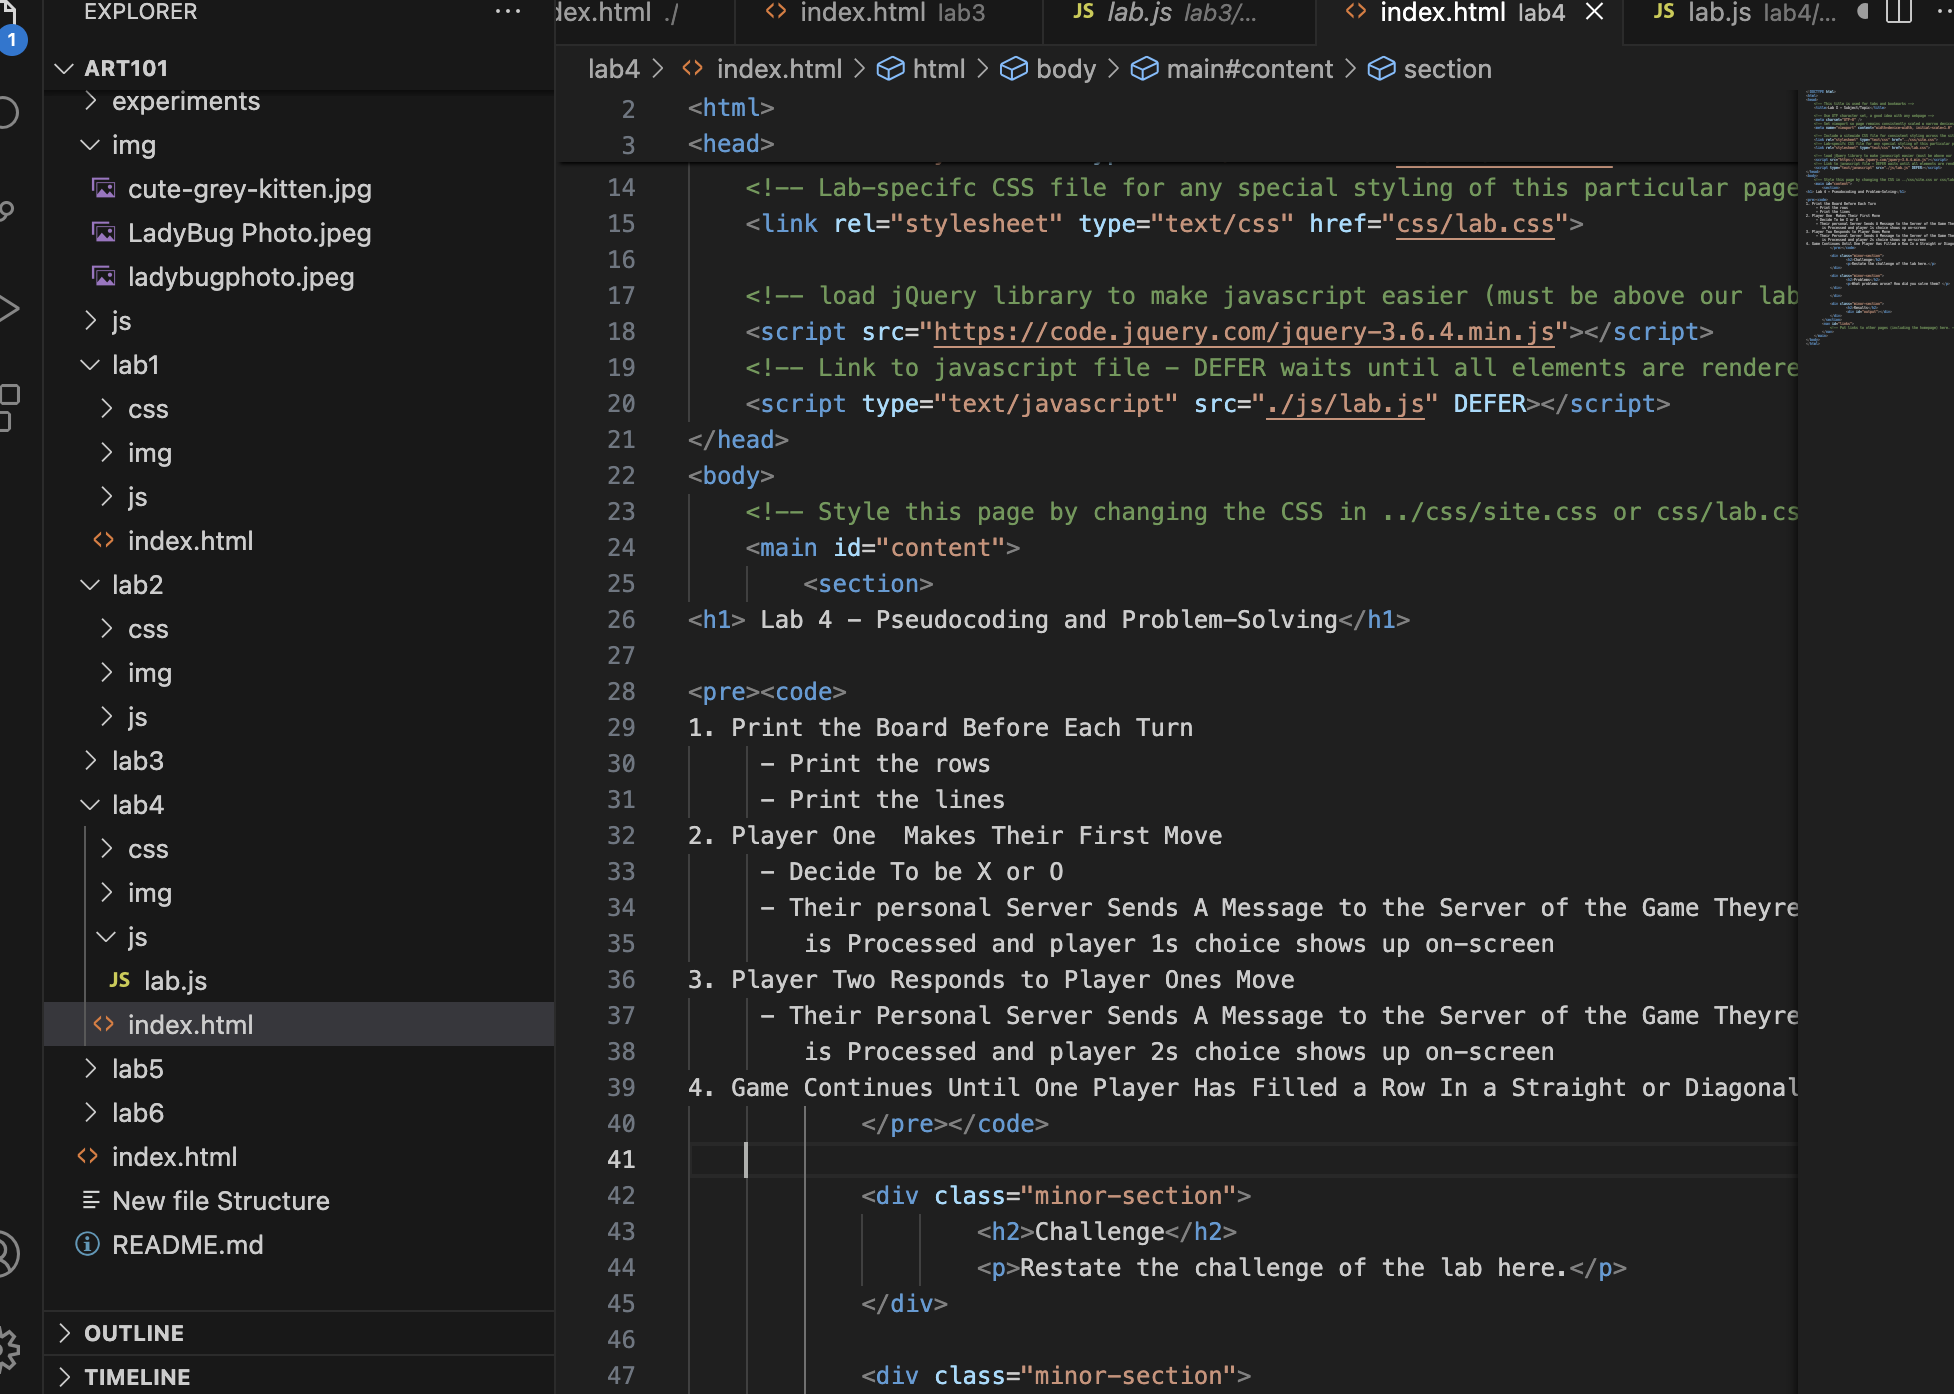 EXPLORER
ART101
experiments
img
cute-grey-kitten.jpg
LadyBug Photo.jpeg
ladybugphoto.jpeg
js
lab1
css
img
js
index.html
lab2
css
img
js
lab3
lab4
css
img
js
JS lab.js
index.html
lab5
lab6
index.html
New file Structure
README.md
OUTLINE
TIMELINE
1
index.html ./
index.html lab3
JS lab.js lab3/...
index.html lab4
JS lab.js lab4/...
lab4 > index.html > html > body > main#content > section
2 <html>
3 <head>
14 <!-- Lab-specifc CSS file for any special styling of this particular page
15 <link rel="stylesheet" type="text/css" href="css/lab.css">
16
17 <!-- load jQuery library to make javascript easier (must be above our lab
18 <script src="https://code.jquery.com/jquery-3.6.4.min.js"></script>
19 <!-- Link to javascript file - DEFER waits until all elements are rendere
20 <script type="text/javascript" src="./js/lab.js" DEFER></script>
21 </head>
22 <body>
23 <!-- Style this page by changing the CSS in ../css/site.css or css/lab.cs
24 <main id="content">
25 <section>
26 <h1> Lab 4 - Pseudocoding and Problem-Solving</h1>
27
28 <pre><code>
29 1. Print the Board Before Each Turn
30 - Print the rows
31 - Print the lines
32 2. Player One  Makes Their First Move
33 - Decide To be X or O
34 - Their personal Server Sends A Message to the Server of the Game Theyre
35 is Processed and player 1s choice shows up on-screen
36 3. Player Two Responds to Player Ones Move
37 - Their Personal Server Sends A Message to the Server of the Game Theyre
38 is Processed and player 2s choice shows up on-screen
39 4. Game Continues Until One Player Has Filled a Row In a Straight or Diagonal
40 </pre></code>
41
42 <div class="minor-section">
43 <h2>Challenge</h2>
44 <p>Restate the challenge of the lab here.</p>
45 </div>
46
47 <div class="minor-section">